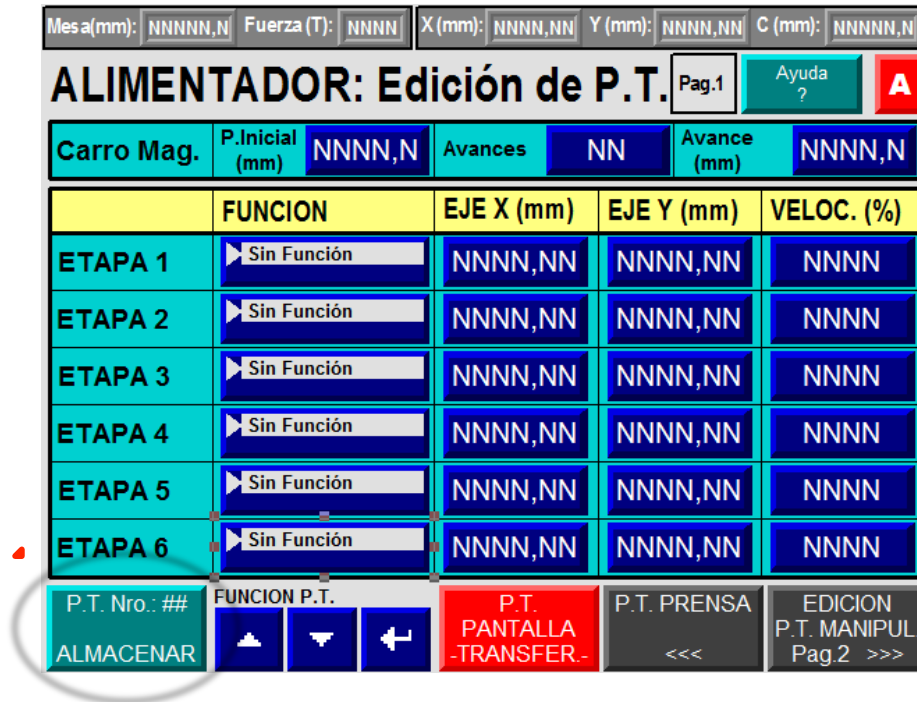 Mesa(mm): NNNNN,N Fuerza (T): NNNN X (mm): NNNN,NN Y (mm): NNNN,NN C (mm): NNNNN,N
ALIMENTADOR: Edición de P.T. Pag.1 Ayuda ? A
Carro Mag. P.Inicial (mm) NNNN,N Avances NN Avance (mm) NNNN,N
FUNCION EJE X (mm) EJE Y (mm) VELOC. (%)
ETAPA 1 Sin Función NNNN,NN NNNN,NN NNNN
ETAPA 2 Sin Función NNNN,NN NNNN,NN NNNN
ETAPA 3 Sin Función NNNN,NN NNNN,NN NNNN
ETAPA 4 Sin Función NNNN,NN NNNN,NN NNNN
ETAPA 5 Sin Función NNNN,NN NNNN,NN NNNN
ETAPA 6 Sin Función NNNN,NN NNNN,NN NNNN
P.T. Nro.: ##
ALMACENAR
FUNCION P.T.
P.T.
PANTALLA
-TRANSFER.-
P.T. PRENSA
<<<
EDICION
P.T. MANIPUL
Pag.2 >>>